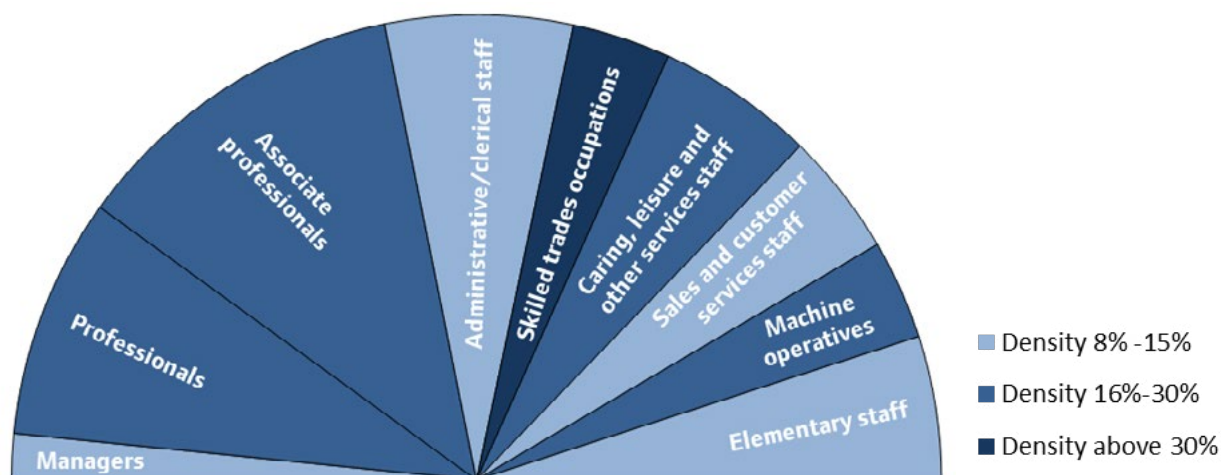 Managers
Professionals
Associate
professionals
Administrative/clerical staff
Skilled trades occupations
Caring, leisure and
other services staff
Sales and customer
services staff
Machine
operatives
Elementary staff
Density 8% -15%
Density 16%-30%
Density above 30%